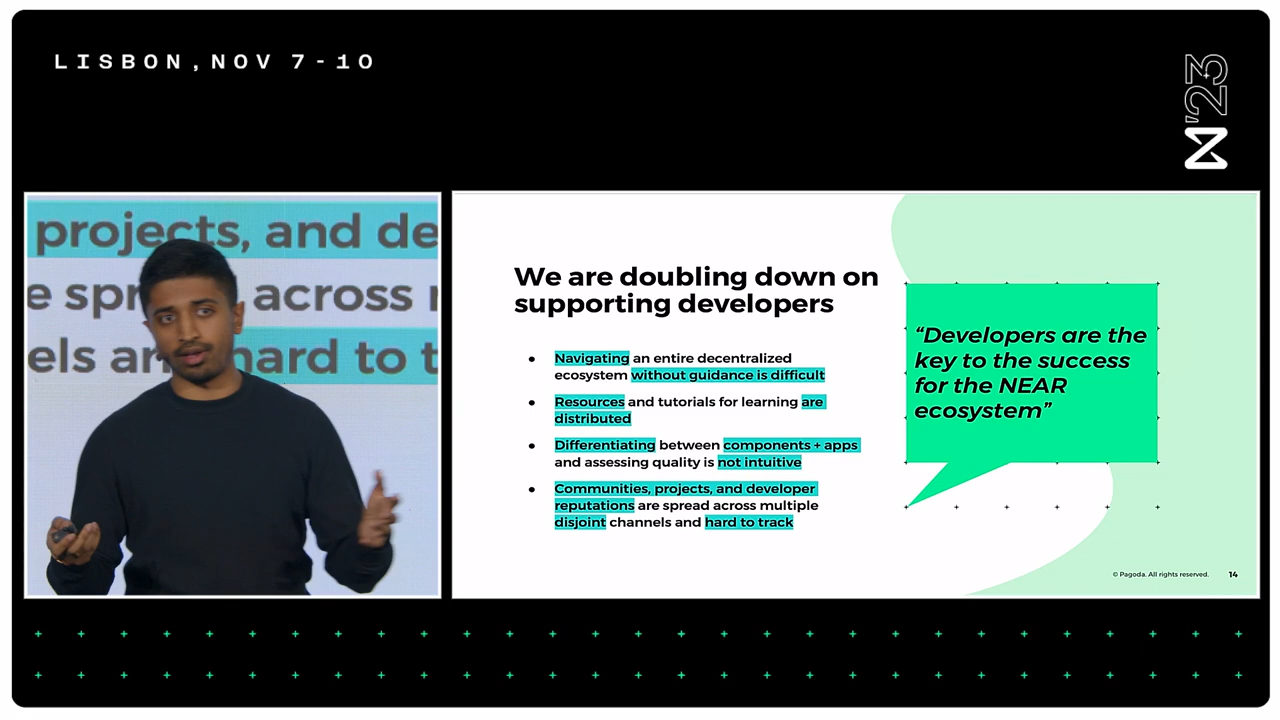 LISBON, NOV 7-10
'23
projects, and de
e spr across
els an hard to t
We are doubling down on
supporting developers
● Navigating an entire decentralized
ecosystem without guidance is difficult
● Resources and tutorials for learning are
distributed
● Differentiating between components + apps
and assessing quality is not intuitive
● Communities, projects, and developer
reputations are spread across multiple
disjoint channels and hard to track
“Developers are the
key to the success
for the NEAR
ecosystem”
© Pagoda. All rights reserved. 14